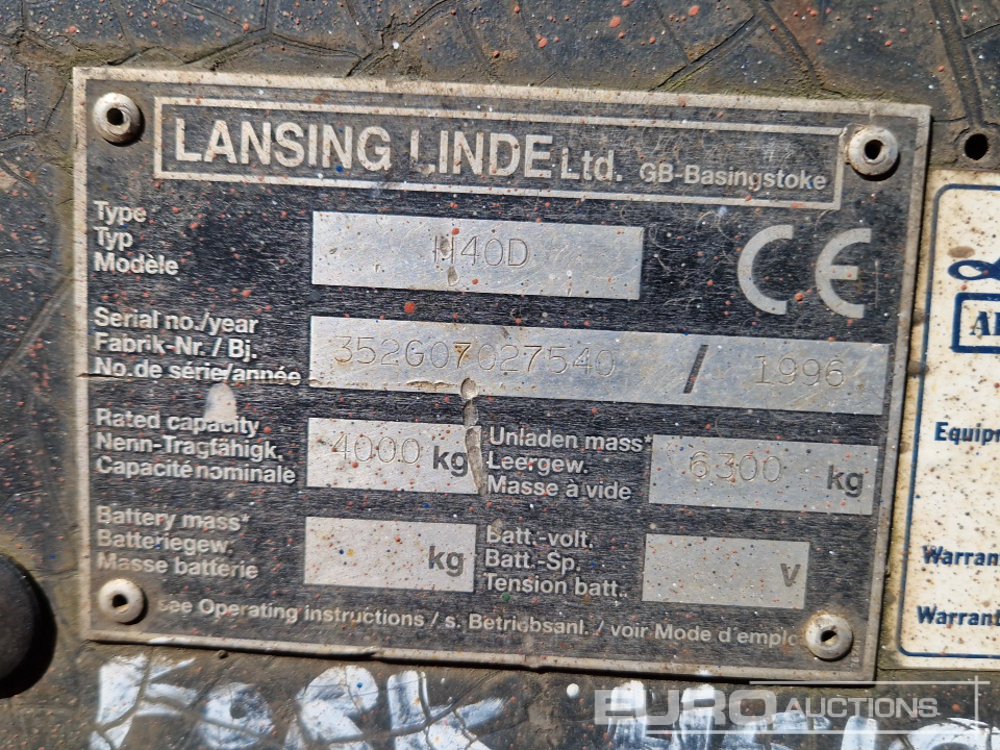 LANSING LINDE Ltd. GB-Basingstoke
Type
Typ
Modèle
H40D
CE
Serial no./year
Fabrik-Nr. / Bj.
No. de série/année
352G07027540 / 1996
Rated capacity
Nenn-Tragfähigk.
Capacité nominale
4000 kg
Unladen mass*
Leergew.
Masse à vide
6300 kg
Battery mass*
Batteriegew.
Masse batterie
kg
Batt.-volt.
Batt.-Sp.
Tension batt..
V
see Operating instructions / s. Betriebsanl. / voir Mode d'emploi
Equip
Warran
Warrant
EURO AUCTIONS